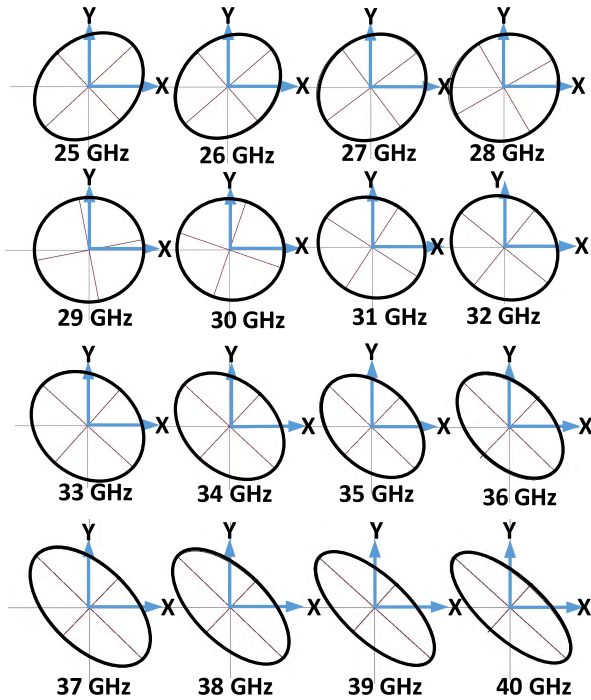 Y Y Y Y
X X X X
25 GHz 26 GHz 27 GHz 28 GHz
Y Y Y Y
X X X X
29 GHz 30 GHz 31 GHz 32 GHz
Y Y Y Y
X X X X
33 GHz 34 GHz 35 GHz 36 GHz
Y Y Y Y
X X X X
37 GHz 38 GHz 39 GHz 40 GHz